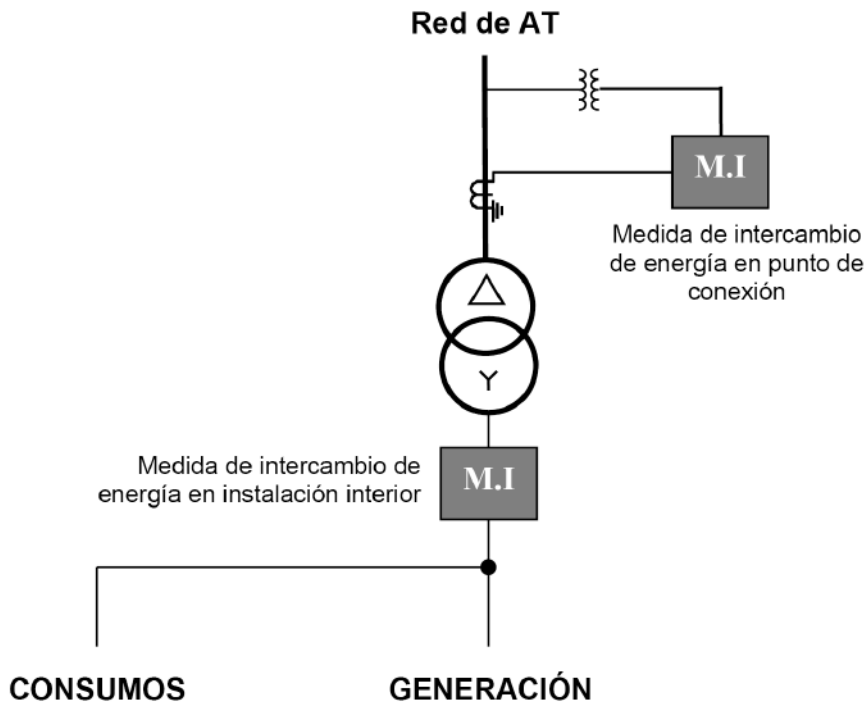 Red de AT
M.I
Medida de intercambio
de energía en punto de
conexión
Medida de intercambio de
energía en instalación interior
M.I
CONSUMOS
GENERACIÓN